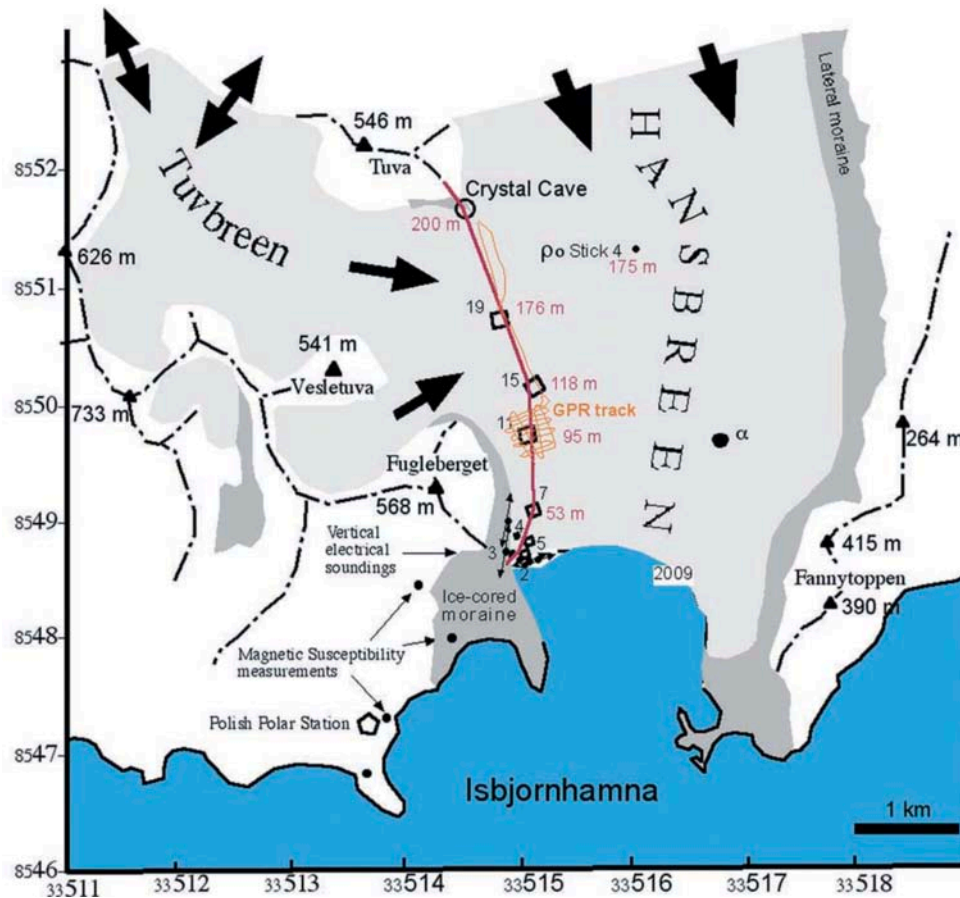 546 m
Tuva
Lateral moraine
HANSBREEN
8552
Tuvbreen
Crystal Cave
200 m
ρo Stick 4
175 m
626 m
8551
19
176 m
541 m
Vesletuva
15
118 m
8550
733 m
GPR track
11
95 m
α
264 m
Fugleberget
568 m
7
53 m
8549
Vertical
electrical
soundings
4
3
5
2
415 m
2009
Fannytoppen
390 m
Ice-cored
moraine
8548
Magnetic Susceptibility
measurements
Polish Polar Station
8547
Isbjornhamna
1 km
8546
33511
33512
33513
33514
33515
33516
33517
33518